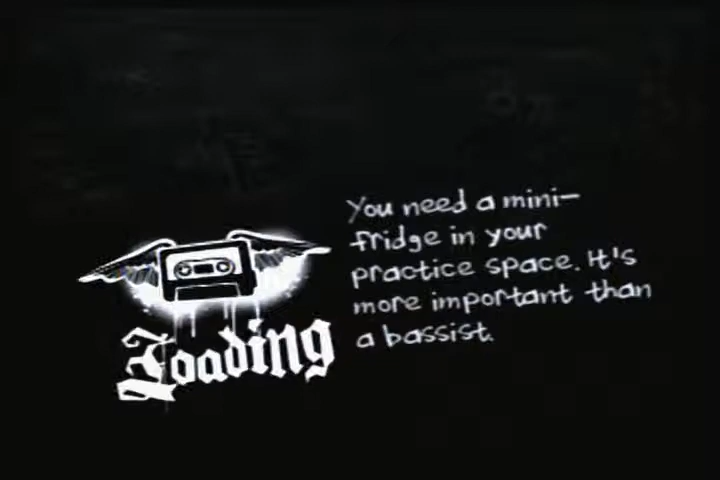 You need a mini-
fridge in your
practice space. It's
more important than
a bassist.
Loading